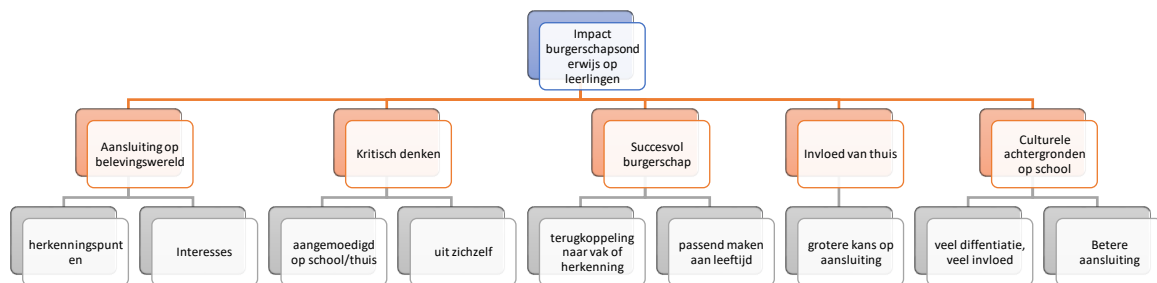 Impact
burgerschapsond
erwijs op
leerlingen
Aansluiting op
belevingswereld
Kritisch denken
Succesvol
burgerschap
Invloed van thuis
Culturele
achtergronden
op school
herkenningspunt
en
Interesses
aangemoedigd
op school/thuis
uit zichzelf
terugkoppeling
naar vak of
herkenning
passend maken
aan leeftijd
grotere kans op
aansluiting
veel diffentiatie,
veel invloed
Betere
aansluiting